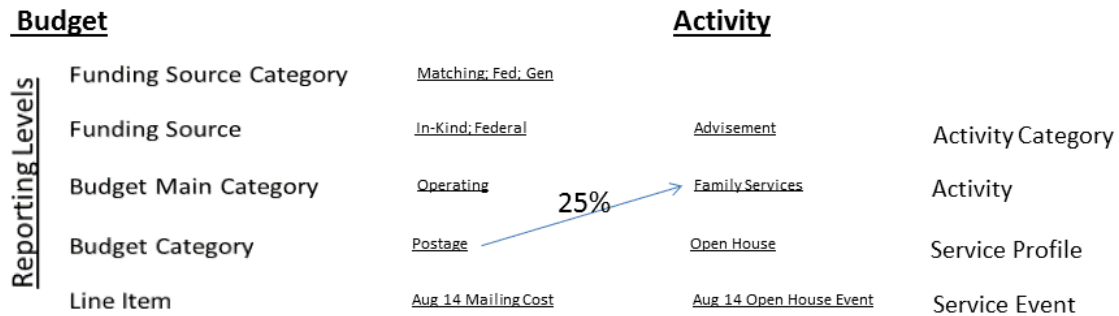 Budget Activity
Reporting Levels
Funding Source Category Matching; Fed; Gen
Funding Source In-Kind; Federal Advisement Activity Category
Budget Main Category Operating Family Services Activity
25%
Budget Category Postage Open House Service Profile
Line Item Aug 14 Mailing Cost Aug 14 Open House Event Service Event